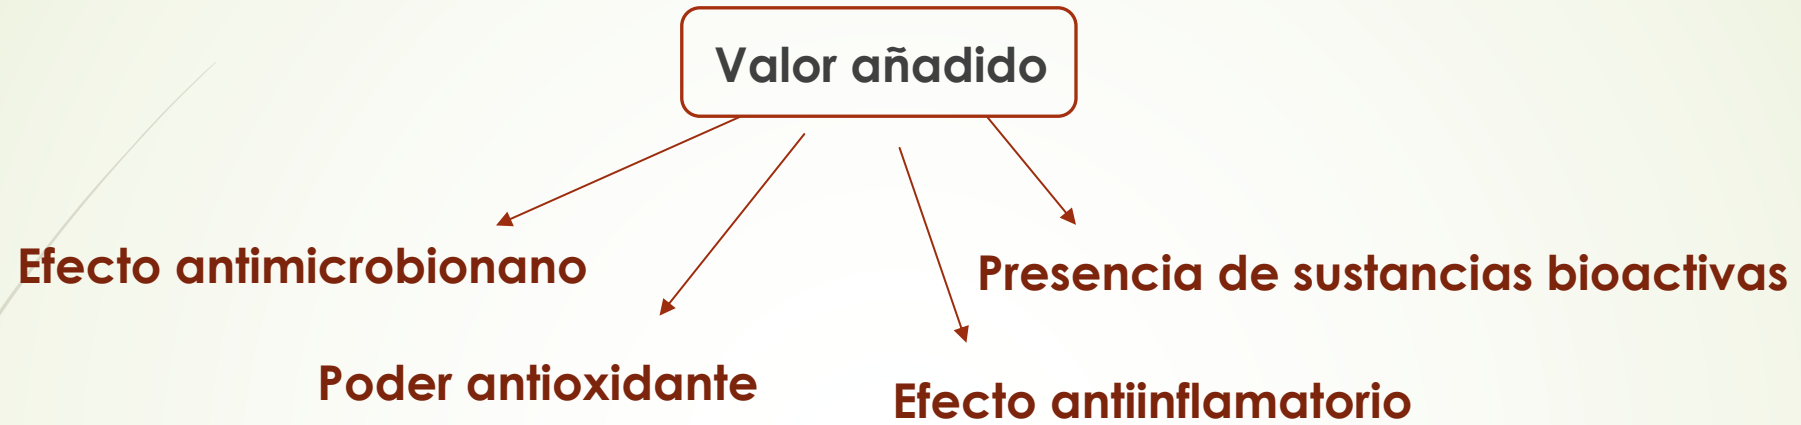 Valor añadido
Efecto antimicrobionano
Presencia de sustancias bioactivas
Poder antioxidante
Efecto antiinflamatorio